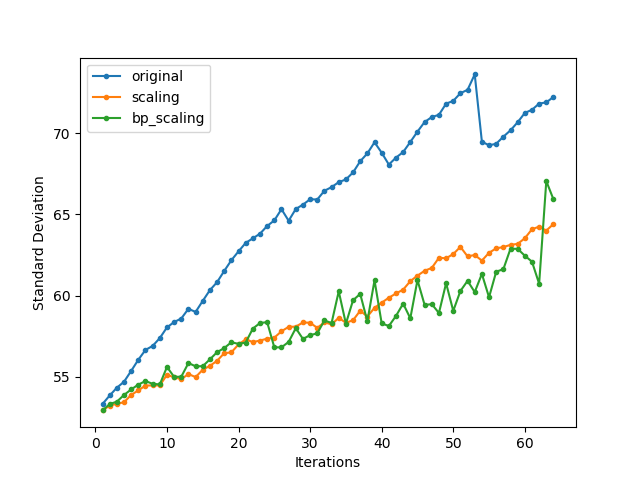 original
scaling
bp_scaling
70
65
60
55
0 10 20 30 40 50 60
Standard Deviation
Iterations